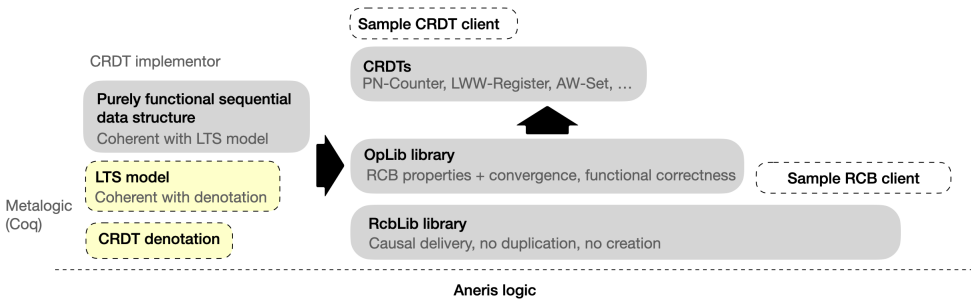 Sample CRDT client
CRDT implementor
CRDTs
PN-Counter, LWW-Register, AW-Set, …
Purely functional sequential
data structure
Coherent with LTS model
OpLib library
RCB properties + convergence, functional correctness
LTS model
Coherent with denotation
Sample RCB client
Metalogic
(Coq)
RcbLib library
Causal delivery, no duplication, no creation
CRDT denotation
Aneris logic